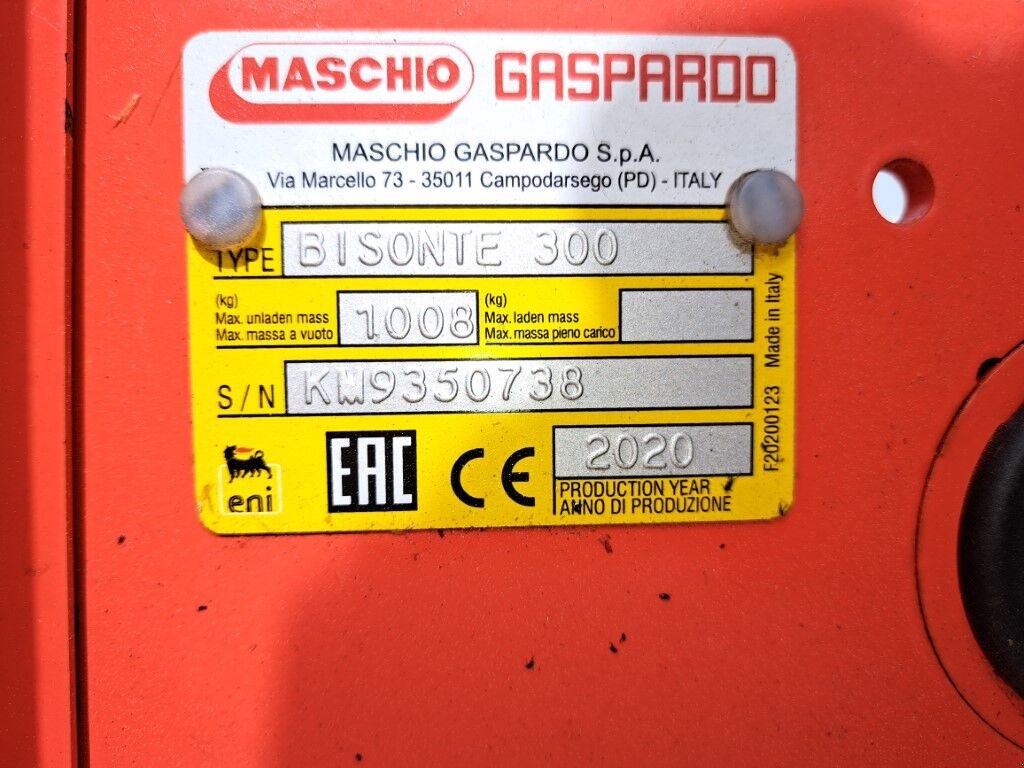 MASCHIO GASPARDO
MASCHIO GASPARDO S.p.A.
Via Marcello 73 - 35011 Campodarsego (PD) - ITALY
TYPE BISONTE 300
(kg)
Max. unladen mass
Max. massa a vuoto
1008
(kg)
Max. laden mass
Max. massa pieno carico
S/N KW9350738
eni
EAC
CE
2020
PRODUCTION YEAR
ANNO DI PRODUZIONE
F20200123 Made in Italy